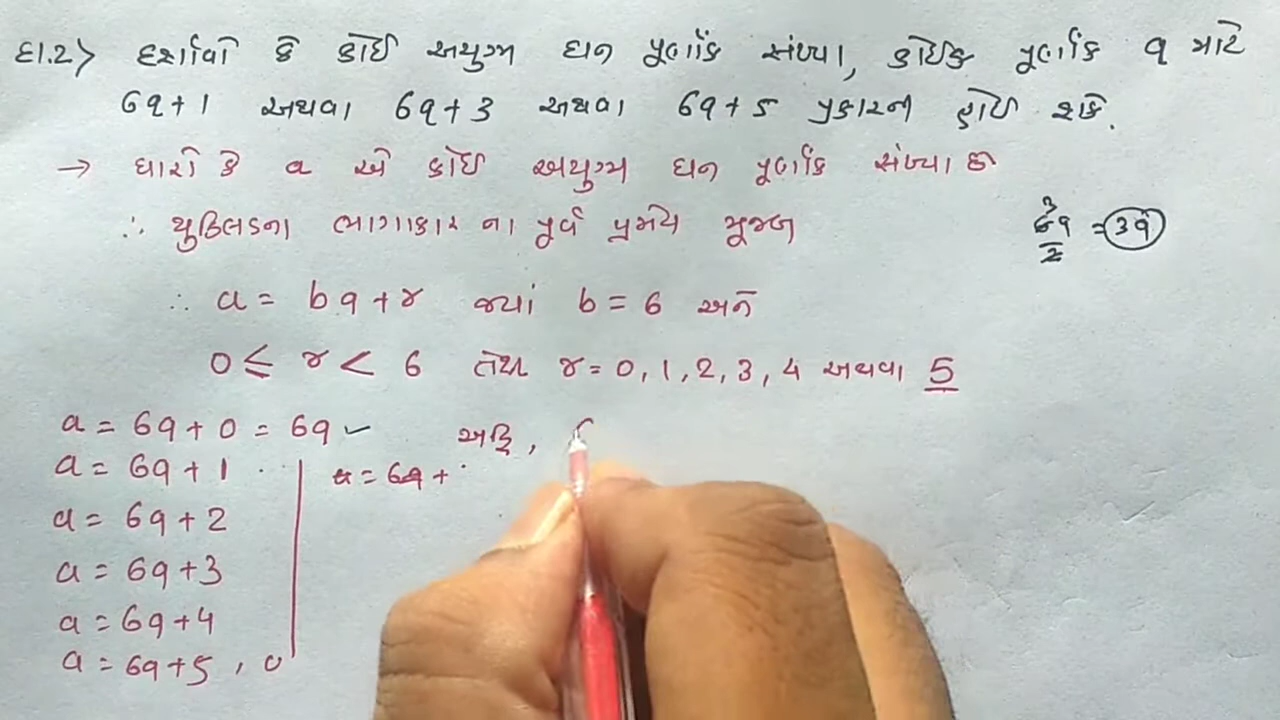 દા.2> દર્શાવો કે કોઈ અયુગ્મ ધન પૂર્ણાંક સંખ્યા, કોઈક પૂર્ણાંક q માટે
6q+1 અથવા 6q+3 અથવા 6q+5 પ્રકારની હોઈ શકે.
→ ધારો કે a એ કોઈ અયુગ્મ ધન પૂર્ણાંક સંખ્યા છે
∴ યુક્લિડના ભાગાકાર ના પૂર્વ પ્રમેય મુજબ
6q/2 = 3q
∴ a = bq+r જ્યાં b = 6 અને
0 ≤ r < 6 તેથી r = 0, 1, 2, 3, 4 અથવા 5
a = 6q + 0 = 6q ✓ અહિં,
a = 6q + 1 a = 6q +
a = 6q + 2
a = 6q + 3
a = 6q + 4
a = 6q + 5 , 0